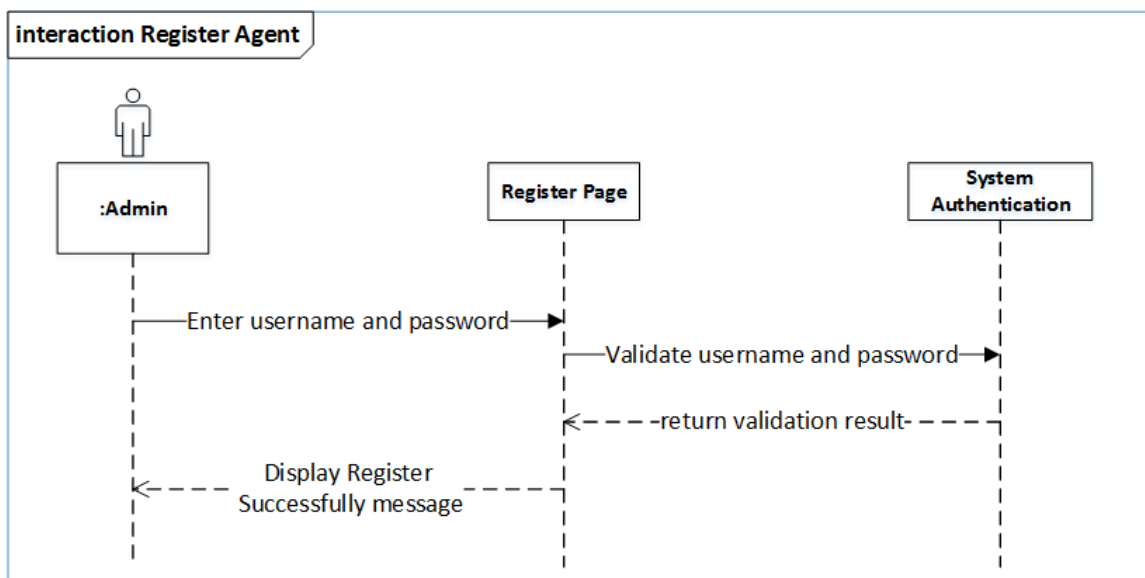 interaction Register Agent
:Admin
Register Page
System
Authentication
Enter username and password
Validate username and password
return validation result
Display Register
Successfully message